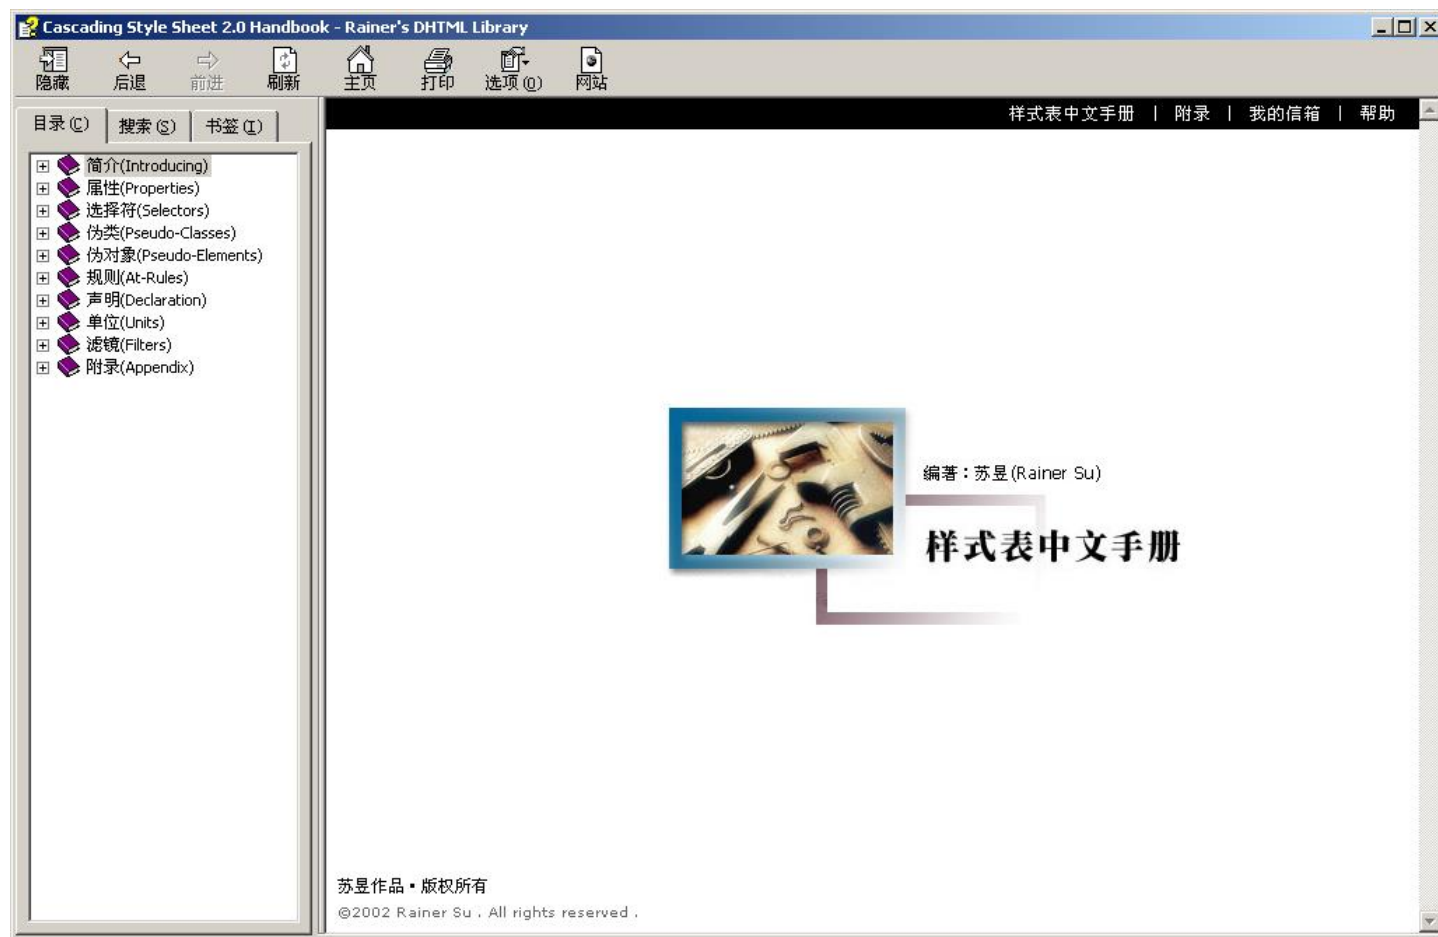 Cascading Style Sheet 2.0 Handbook - Rainer's DHTML Library
隐藏 后退 前进 刷新 主页 打印 选项(O) 网站
目录(C) 搜索(S) 书签(I)
样式表中文手册 | 附录 | 我的信箱 | 帮助
简介(Introducing)
属性(Properties)
选择符(Selectors)
伪类(Pseudo-Classes)
伪对象(Pseudo-Elements)
规则(At-Rules)
声明(Declaration)
单位(Units)
滤镜(Filters)
附录(Appendix)
编著：苏昱(Rainer Su)
样式表中文手册
苏昱作品▪版权所有
©2002 Rainer Su . All rights reserved .